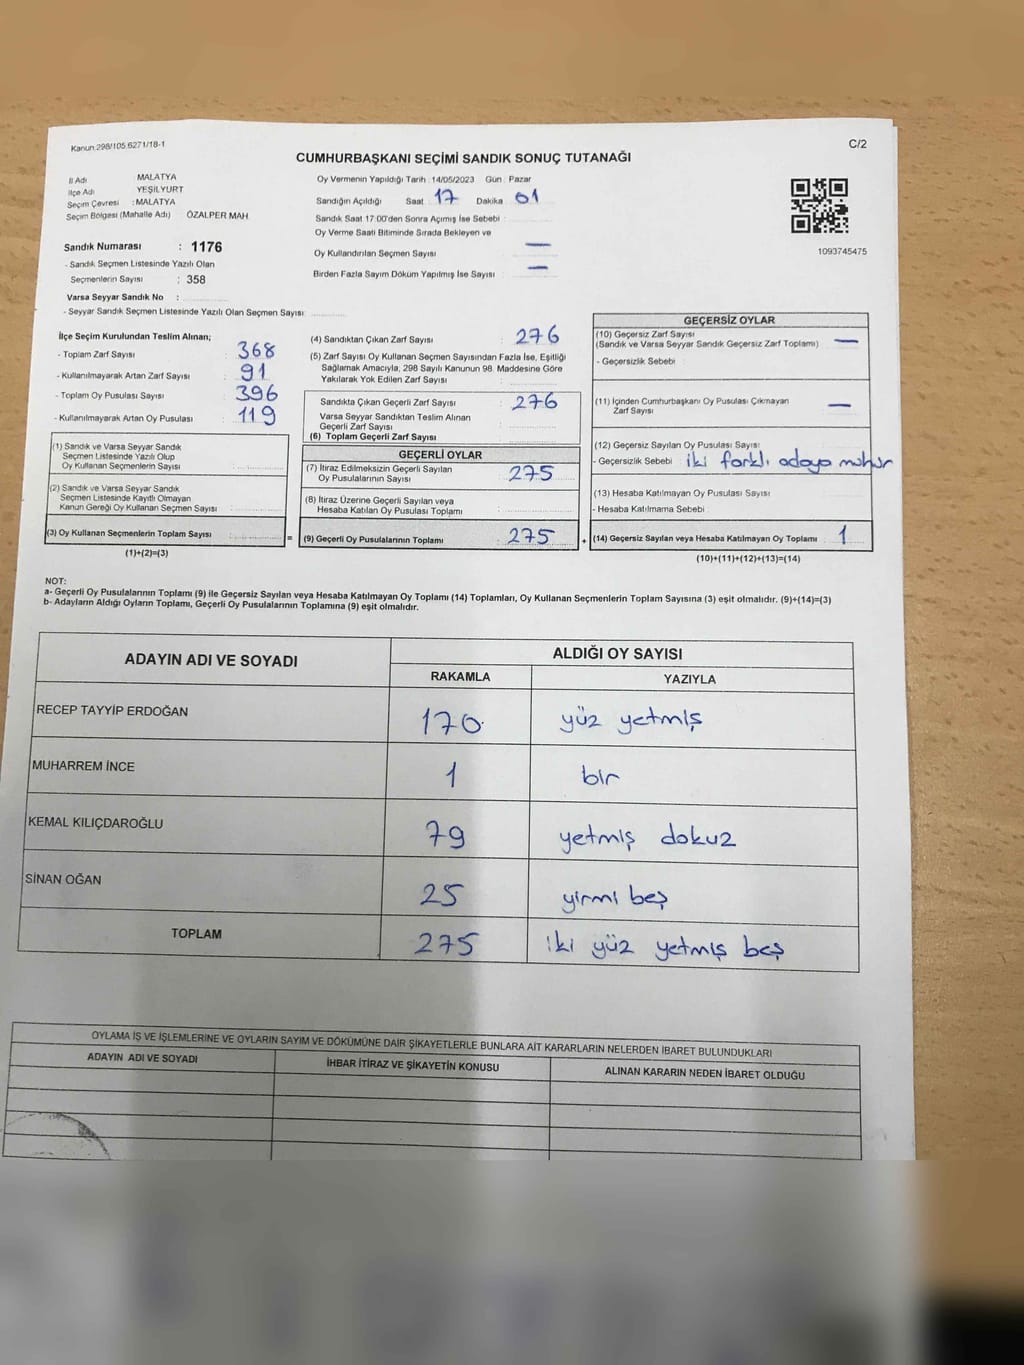 Kanun.298/105.6271/18-1
C/2
CUMHURBAŞKANI SEÇİMİ SANDIK SONUÇ TUTANAĞI
İl Adı : MALATYA
İlçe Adı YEŞİLYURT
Seçim Çevresi : MALATYA
Seçim Bölgesi (Mahalle Adı) ÖZALPER MAH.
Sandık Numarası : 1176
- Sandık Seçmen Listesinde Yazılı Olan
Seçmenlerin Sayısı : 358
Varsa Seyyar Sandık No :
- Seyyar Sandık Seçmen Listesinde Yazılı Olan Seçmen Sayısı
Oy Vermenin Yapıldığı Tarih : 14/05/2023 Gün : Pazar
Sandığın Açıldığı Saat 17 Dakika 01
Sandık Saat 17:00'den Sonra Açımış İse Sebebi :
Oy Verme Saati Bitiminde Sırada Bekleyen ve
Oy Kullandırılan Seçmen Sayısı —
Birden Fazla Sayım Döküm Yapılmış İse Sayısı —
1093745475
İlçe Seçim Kurulundan Teslim Alınan;
- Toplam Zarf Sayısı : 368
- Kullanılmayarak Artan Zarf Sayısı : 91
- Toplam Oy Pusulası Sayısı : 396
- Kullanılmayarak Artan Oy Pusulası : 119
(1) Sandık ve Varsa Seyyar Sandık
Seçmen Listesinde Yazılı Olup
Oy Kullanan Seçmenlerin Sayısı :
(2) Sandık ve Varsa Seyyar Sandık
Seçmen Listesinde Kayıtlı Olmayan
Kanun Gereği Oy Kullanan Seçmen Sayısı :
(3) Oy Kullanan Seçmenlerin Toplam Sayısı :
(1)+(2)=(3)
(4) Sandıktan Çıkan Zarf Sayısı : 276
(5) Zarf Sayısı Oy Kullanan Seçmen Sayısından Fazla İse, Eşitliği
Sağlamak Amacıyla, 298 Sayılı Kanunun 98. Maddesine Göre
Yakılarak Yok Edilen Zarf Sayısı :
Sandıkta Çıkan Geçerli Zarf Sayısı : 276
Varsa Seyyar Sandıktan Teslim Alınan
Geçerli Zarf Sayısı :
(6) Toplam Geçerli Zarf Sayısı :
GEÇERLİ OYLAR
(7) İtiraz Edilmeksizin Geçerli Sayılan
Oy Pusulalarının Sayısı : 275
(8) İtiraz Üzerine Geçerli Sayılan veya
Hesaba Katılan Oy Pusulası Toplamı :
= (9) Geçerli Oy Pusulalarının Toplamı : 275
GEÇERSİZ OYLAR
(10) Geçersiz Zarf Sayısı
(Sandık ve Varsa Seyyar Sandık Geçersiz Zarf Toplamı) : —
- Geçersizlik Sebebi :
(11) İçinden Cumhurbaşkanı Oy Pusulası Çıkmayan
Zarf Sayısı —
(12) Geçersiz Sayılan Oy Pusulası Sayısı :
- Geçersizlik Sebebi iki farklı adaya mühür
(13) Hesaba Katılmayan Oy Pusulası Sayısı :
- Hesaba Katılmama Sebebi :
+ (14) Geçersiz Sayılan veya Hesaba Katılmayan Oy Toplamı : 1
(10)+(11)+(12)+(13)=(14)
NOT:
a- Geçerli Oy Pusulalarının Toplamı (9) ile Geçersiz Sayılan veya Hesaba Katılmayan Oy Toplamı (14) Toplamları, Oy Kullanan Seçmenlerin Toplam Sayısına (3) eşit olmalıdır. (9)+(14)=(3)
b- Adayların Aldığı Oyların Toplamı, Geçerli Oy Pusulalarının Toplamına (9) eşit olmalıdır.
ADAYIN ADI VE SOYADI
ALDIĞI OY SAYISI
RAKAMLA YAZIYLA
RECEP TAYYİP ERDOĞAN 170 yüz yetmiş
MUHARREM İNCE 1 bir
KEMAL KILIÇDAROĞLU 79 yetmiş dokuz
SİNAN OĞAN 25 yirmi beş
TOPLAM 275 iki yüz yetmiş beş
OYLAMA İŞ VE İŞLEMLERİNE VE OYLARIN SAYIM VE DÖKÜMÜNE DAİR ŞİKAYETLERLE BUNLARA AİT KARARLARIN NELERDEN İBARET BULUNDUKLARI
ADAYIN ADI VE SOYADI İHBAR İTİRAZ VE ŞİKAYETİN KONUSU ALINAN KARARIN NEDEN İBARET OLDUĞU